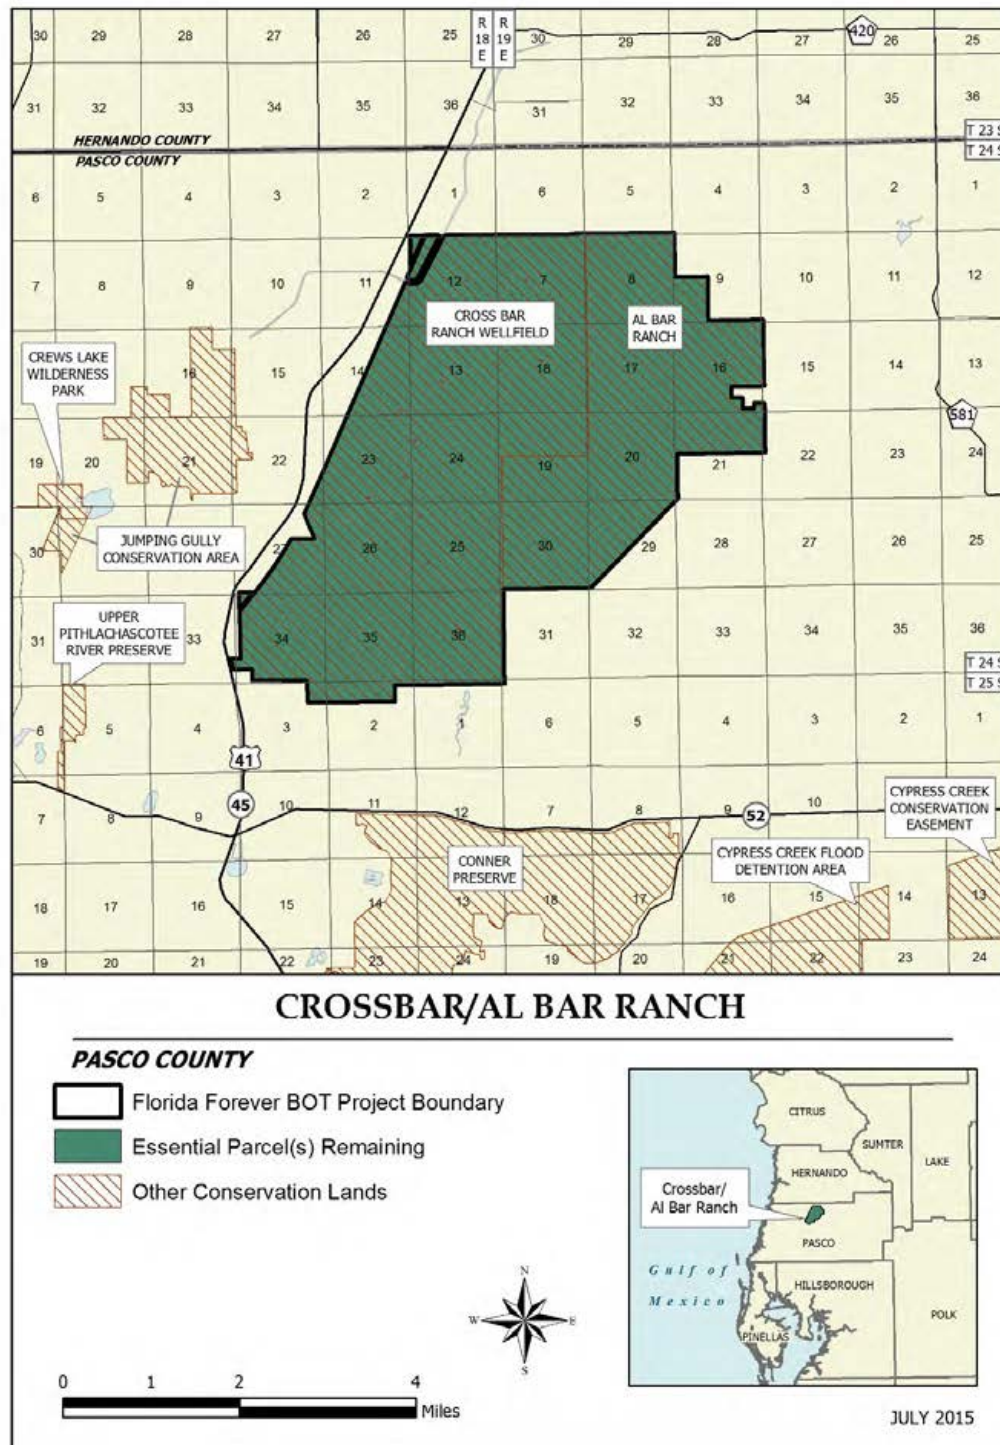 R R
18 19
E E
30 29 28 27 26 25 30 29 28 27 420 26 25
31 32 33 34 35 36 31 32 33 34 35 36
T 23 S
HERNANDO COUNTY
PASCO COUNTY
T 24 S
6 5 4 3 2 1 6 5 4 3 2 1
7 8 9 10 11 12 7 8 9 10 11 12
CROSS BAR
RANCH WELLFIELD
AL BAR
RANCH
CREWS LAKE
WILDERNESS
PARK
16 15 14 13 18 17 16 15 14 13
581
19 20 21 22 23 24 19 20 21 22 23 24
JUMPING GULLY
CONSERVATION AREA
30 27 26 25 30 29 28 27 26 25
UPPER
PITHLACHASCOTEE
RIVER PRESERVE
31 33 34 35 36 31 32 33 34 35 36
T 24 S
T 25 S
6 5 4 3 2 1 6 5 4 3 2 1
41
45
7 8 9 10 11 12 7 8 9 52 10
CYPRESS CREEK
CONSERVATION
EASEMENT
CYPRESS CREEK FLOOD
DETENTION AREA
CONNER
PRESERVE
18 17 16 15 14 13 18 17 16 15 14 13
19 20 21 22 23 24 19 20 21 22 23 24
CROSSBAR/AL BAR RANCH
PASCO COUNTY
Florida Forever BOT Project Boundary
Essential Parcel(s) Remaining
Other Conservation Lands
N
W E
S
0 1 2 4
Miles
CITRUS
SUMTER
LAKE
HERNANDO
Crossbar/
Al Bar Ranch
PASCO
Gulf of
Mexico
HILLSBOROUGH
POLK
PINELLAS
JULY 2015